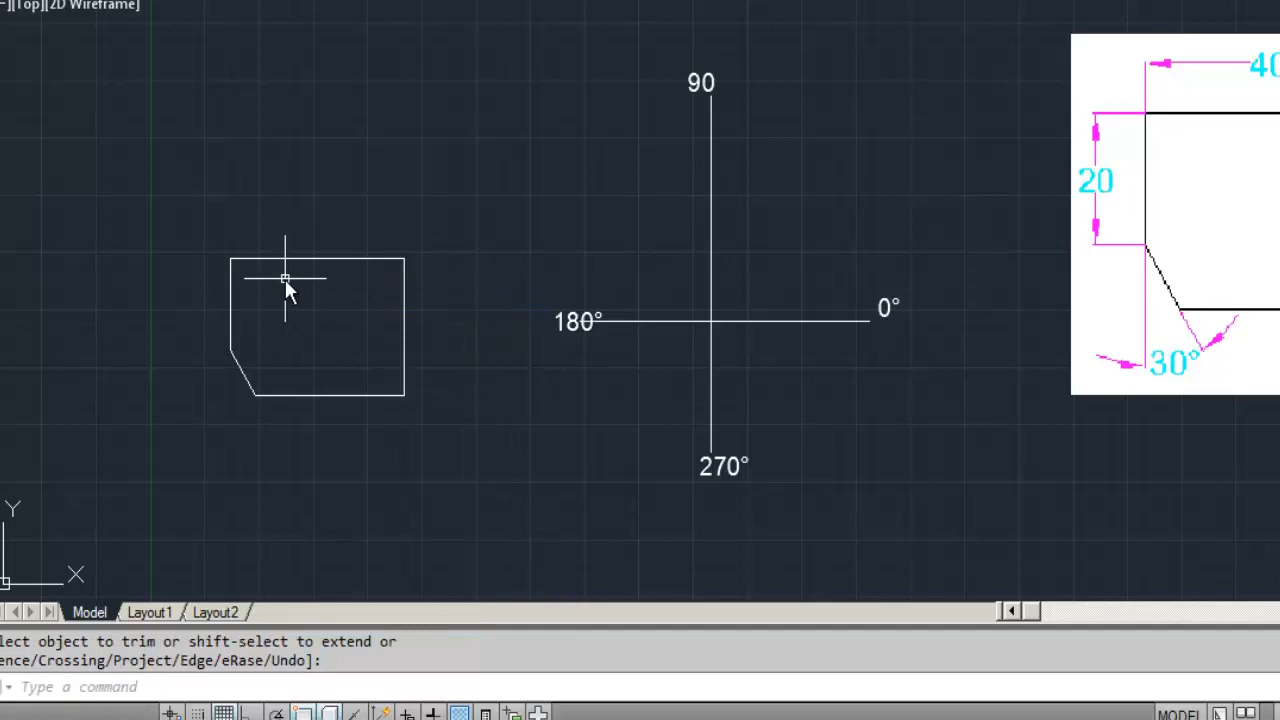 ][Top][2D Wireframe]
90
40
20
180°
0°
30°
270°
Y
X
Model Layout1 Layout2
lect object to trim or shift-select to extend or
ence/Crossing/Project/Edge/eRase/Undo]:
Type a command
MODEL